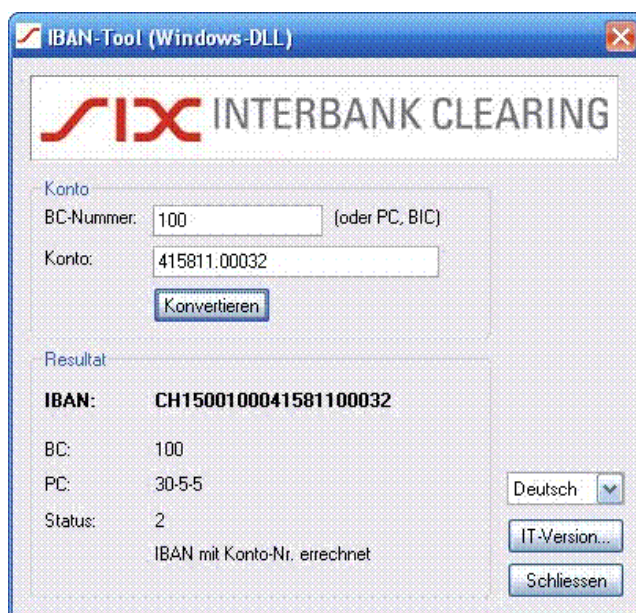 IBAN-Tool (Windows-DLL)
SIX INTERBANK CLEARING
Konto
BC-Nummer: 100 (oder PC, BIC)
Konto: 415811.00032
Konvertieren
Resultat
IBAN: CH1500100041581100032
BC: 100
PC: 30-5-5
Status: 2
IBAN mit Konto-Nr. errechnet
Deutsch
IT-Version...
Schliessen